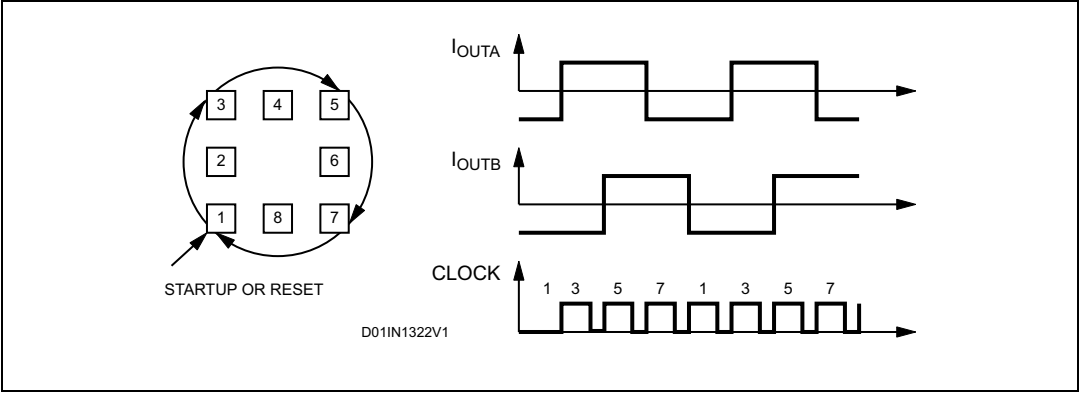 I_OUTA
3 4 5
2 6
I_OUTB
1 8 7
STARTUP OR RESET
CLOCK
1 3 5 7 1 3 5 7
D01IN1322V1